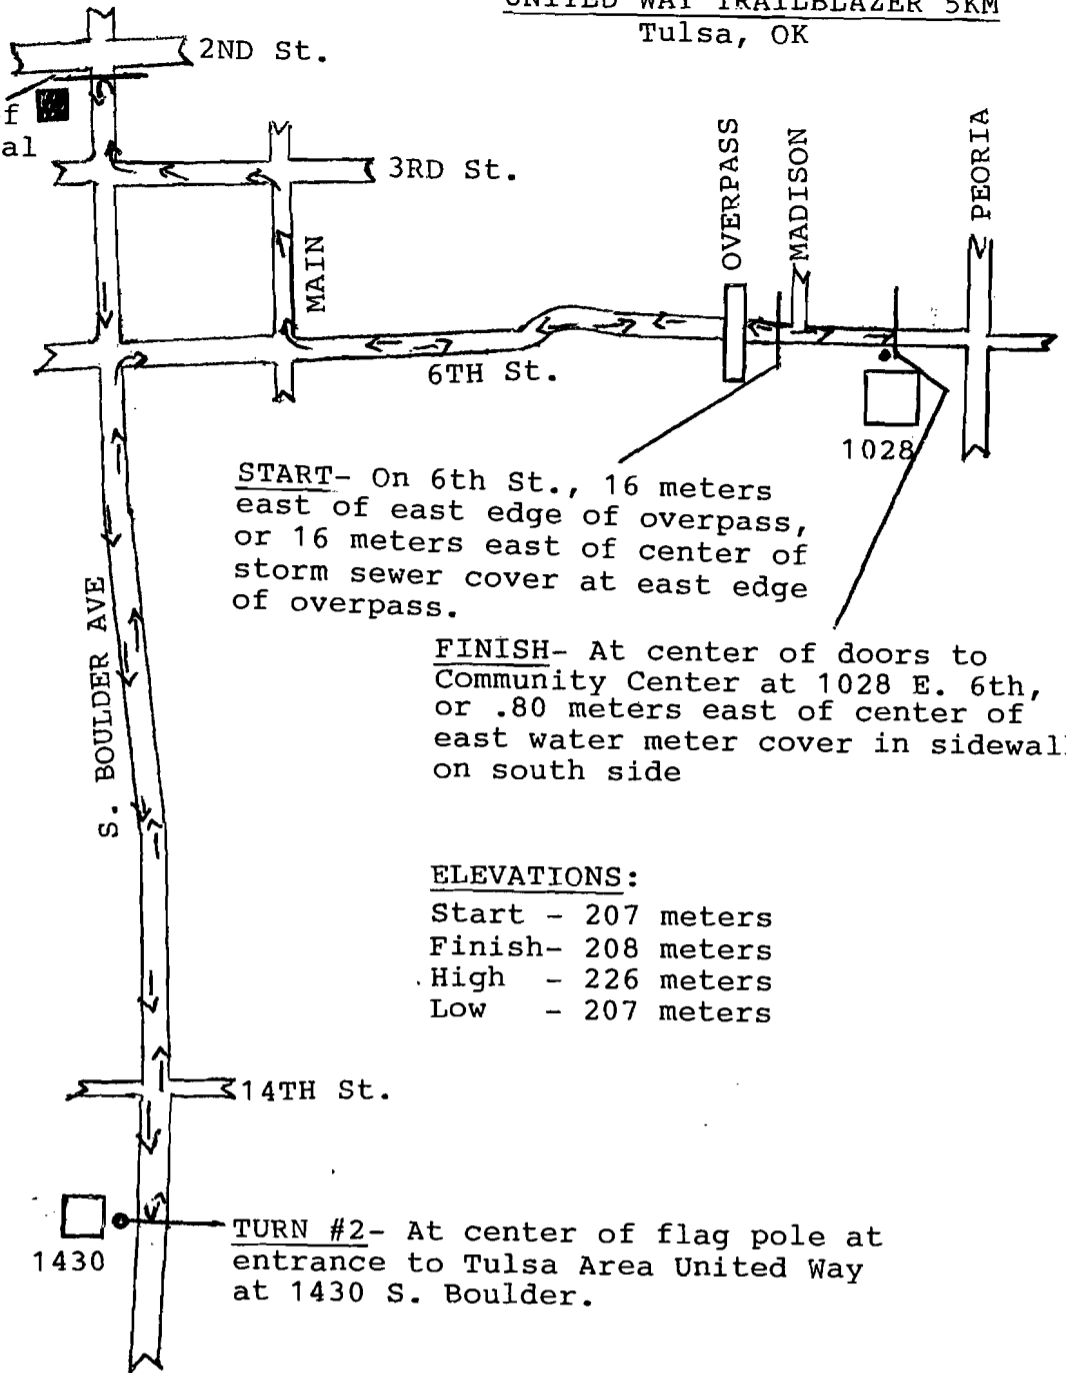 UNITED WAY TRAILBLAZER 5KM
Tulsa, OK
2ND St.
f
al
3RD St.
OVERPASS
MADISON
PEORIA
MAIN
6TH St.
1028
START- On 6th St., 16 meters
east of east edge of overpass,
or 16 meters east of center of
storm sewer cover at east edge
of overpass.
S. BOULDER AVE
FINISH- At center of doors to
Community Center at 1028 E. 6th,
or .80 meters east of center of
east water meter cover in sidewal
on south side
ELEVATIONS:
Start - 207 meters
Finish- 208 meters
High - 226 meters
Low - 207 meters
14TH St.
1430
TURN #2- At center of flag pole at
entrance to Tulsa Area United Way
at 1430 S. Boulder.